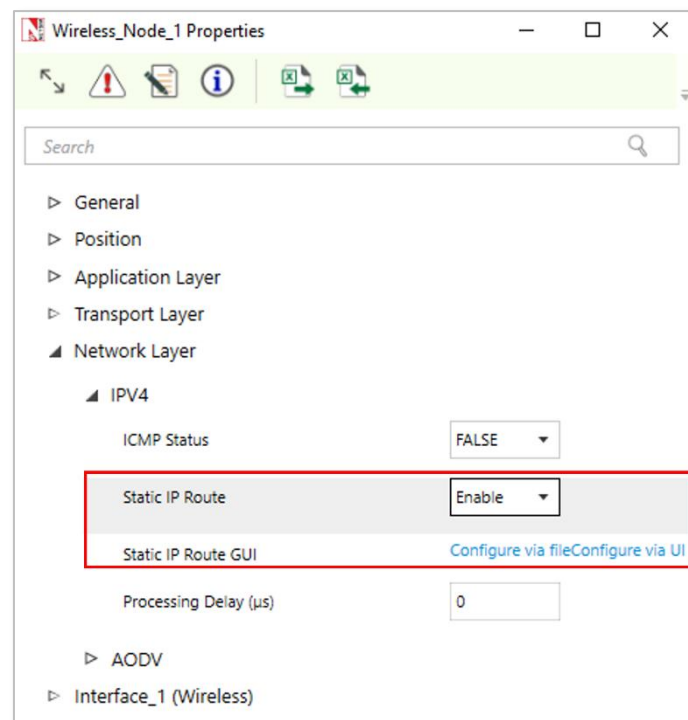 Wireless_Node_1 Properties
Search
General
Position
Application Layer
Transport Layer
Network Layer
IPV4
ICMP Status FALSE
Static IP Route Enable
Static IP Route GUI Configure via fileConfigure via UI
Processing Delay (µs) 0
AODV
Interface_1 (Wireless)